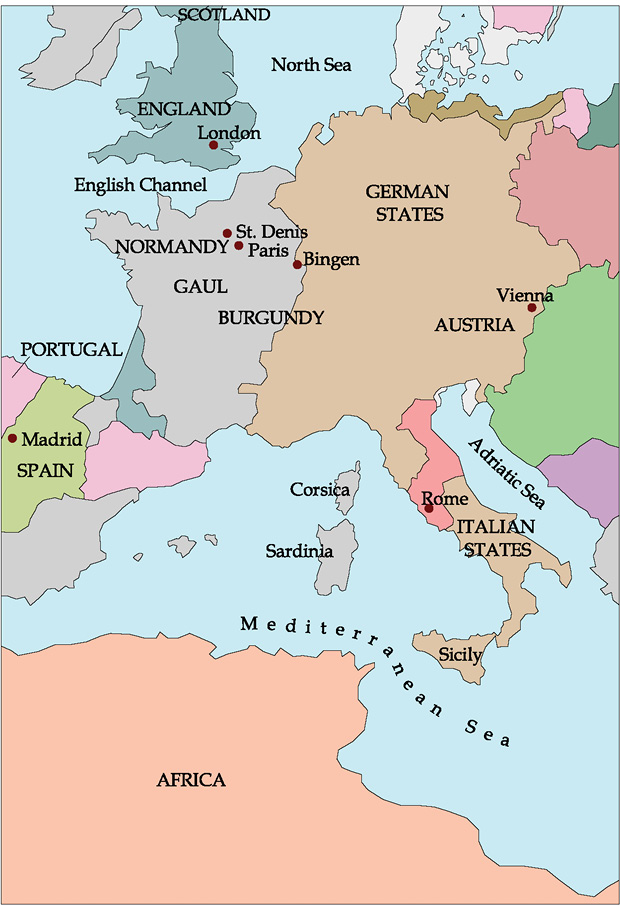 SCOTLAND
North Sea
ENGLAND
London
English Channel
GERMAN
STATES
St. Denis
NORMANDY
Paris
Bingen
GAUL
Vienna
BURGUNDY
AUSTRIA
PORTUGAL
Madrid
SPAIN
Adriatic Sea
Corsica
Rome
ITALIAN
STATES
Sardinia
Mediterranean Sea
Sicily
AFRICA